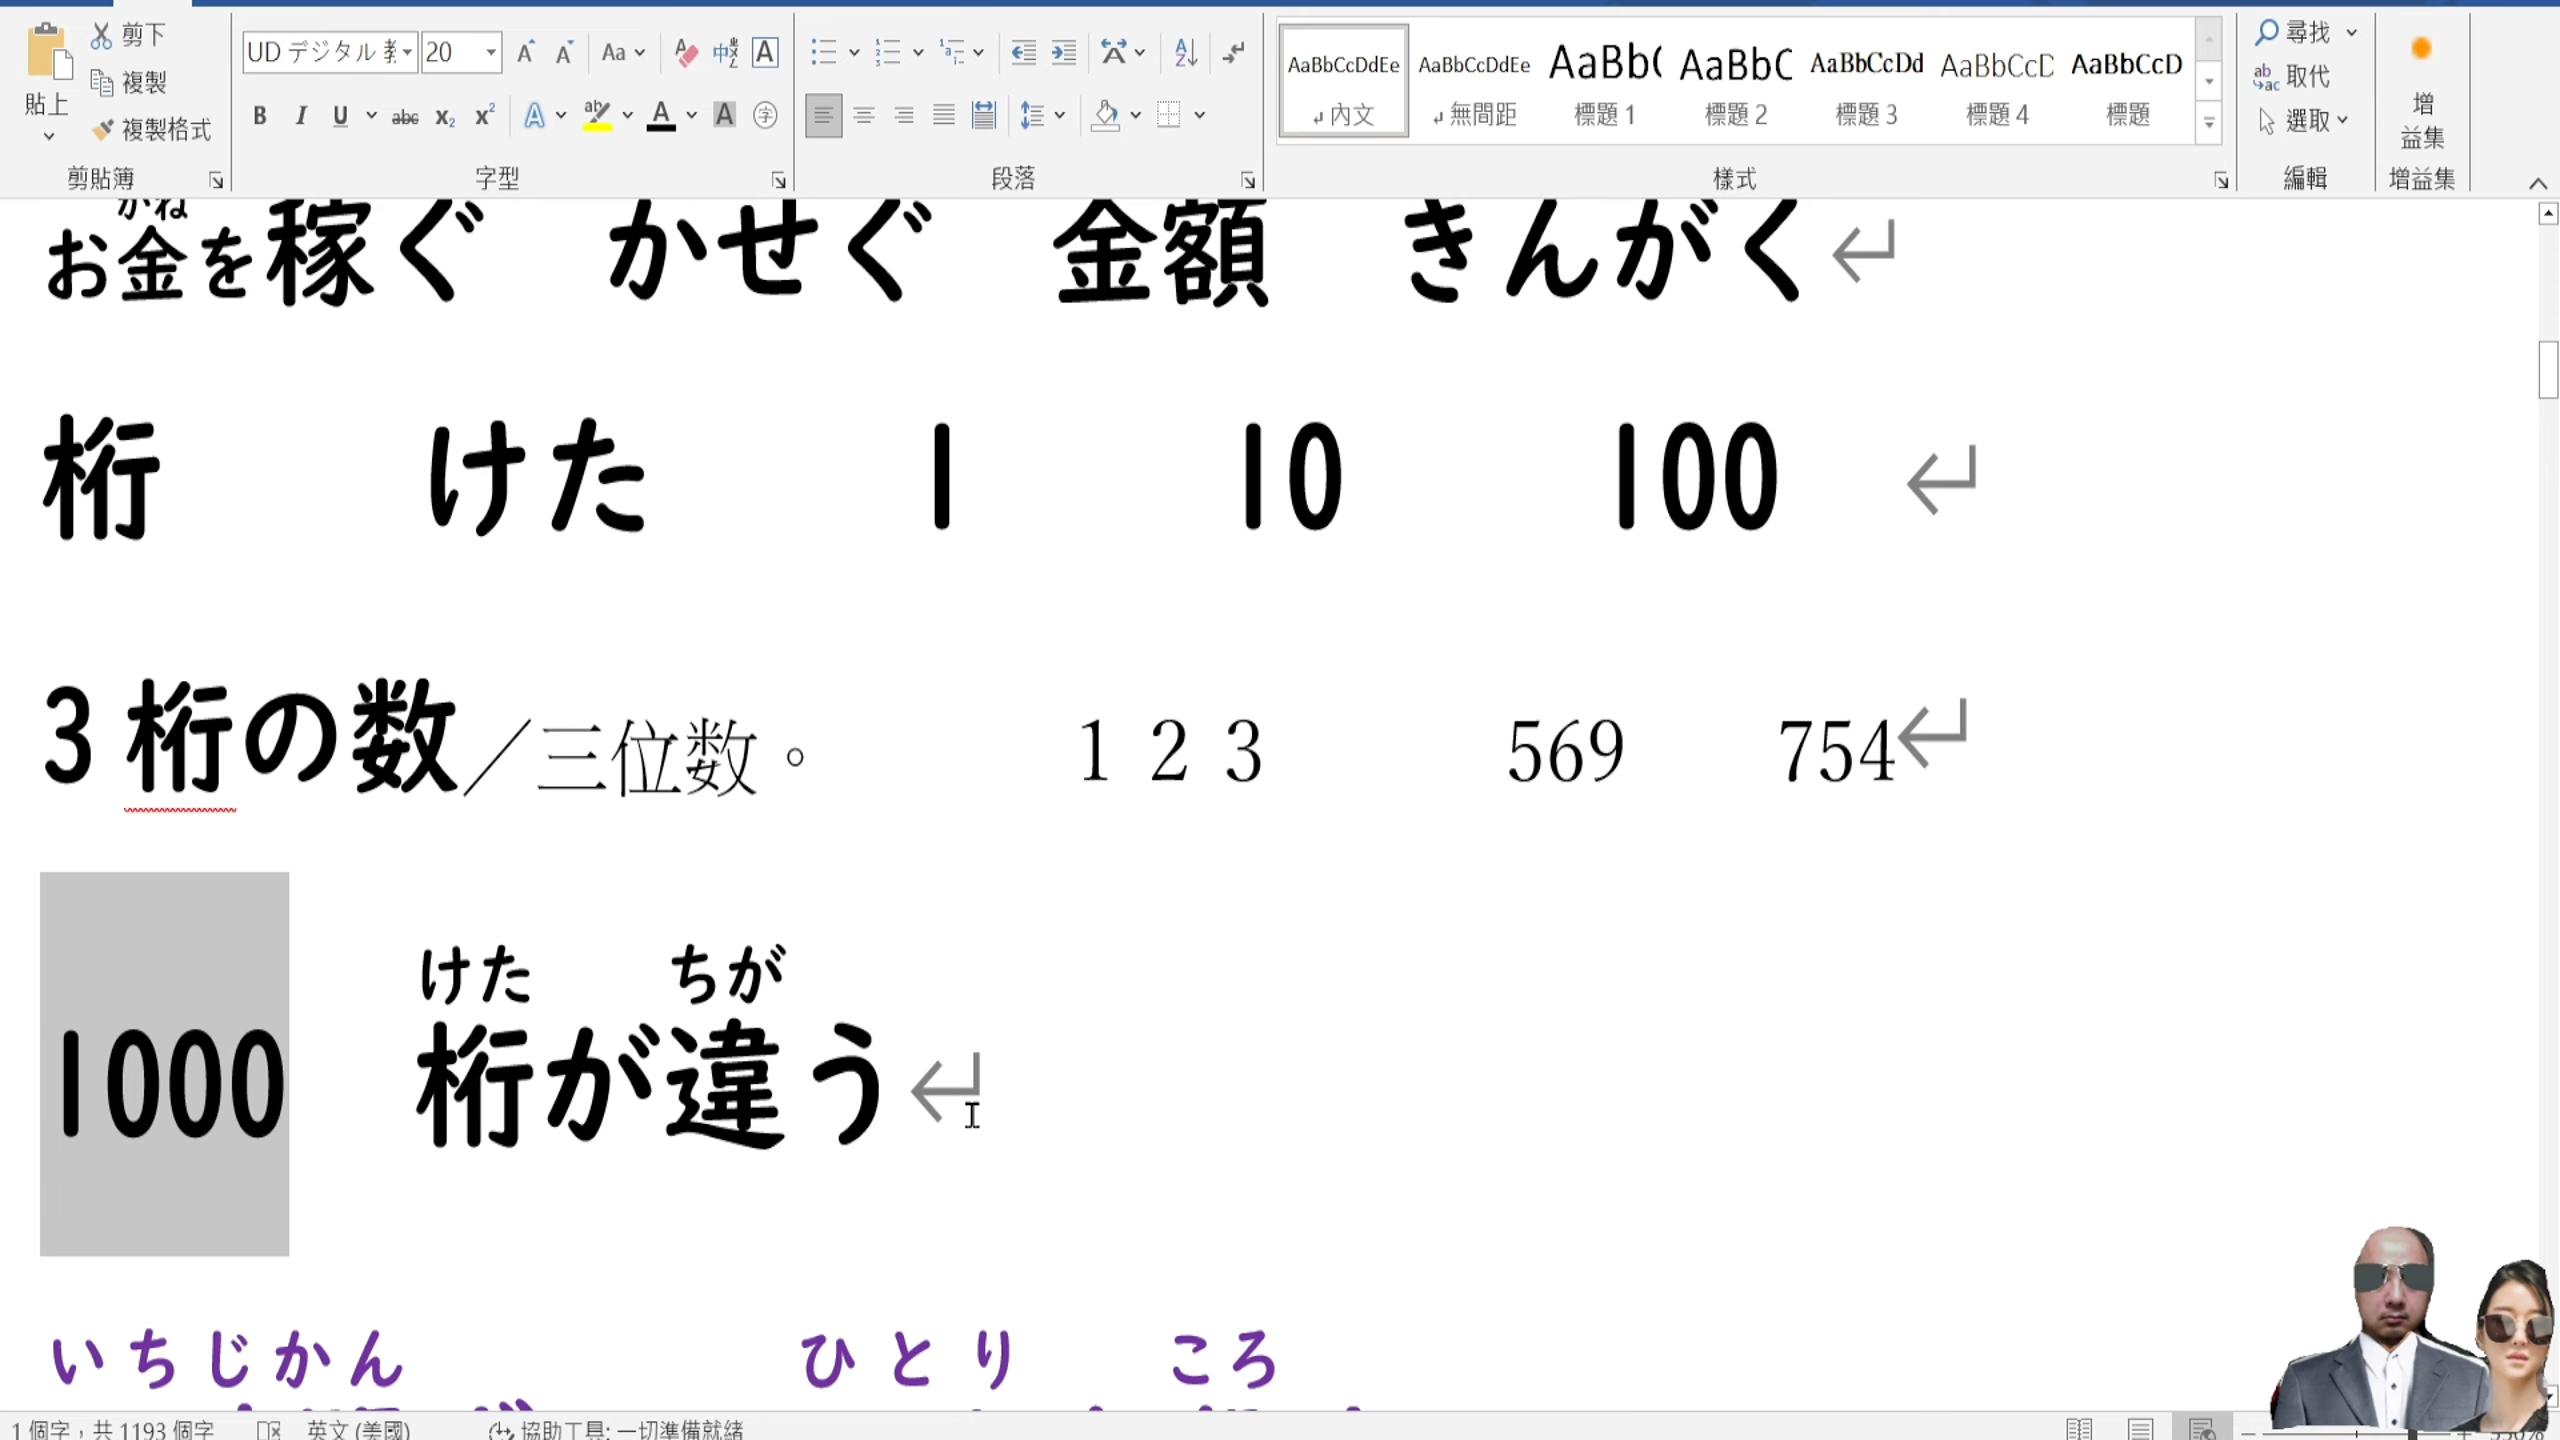 剪下
複製
複製格式
貼上
剪貼簿
UD デジタル 20
Aa
B I U abc X₂ X² A A A
字型
段落
AaBbCcDdEe AaBbCcDdEe AaBb( AaBbC AaBbCcDd AaBbCcD AaBbCcD
↲內文 ↲無間距 標題 1 標題 2 標題 3 標題 4 標題
樣式
尋找
取代
選取
編輯
增
益集
增益集
かね
お金を稼ぐ かせぐ 金額 きんがく↵
桁 けた 1 10 100 ↵
3桁の数／三位数。 1 2 3 569 754↵
けた ちが
1000 桁が違う↵
いちじかん ひとり ころ
1 個字，共 1193 個字 英文 (美國) 協助工具: 一切準備就緒